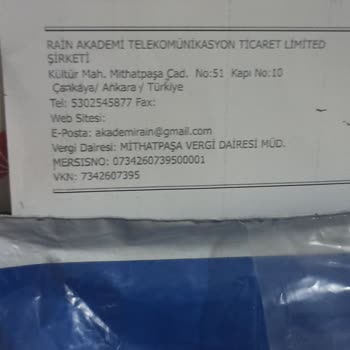 RAİN AKADEMİ TELEKOMÜNİKASYON TİCARET LİMİTED
ŞİRKETİ
Kültür Mah. Mithatpaşa Cad. No:51 Kapı No:10
Çankaya/ Ankara / Türkiye
Tel: 5302545877 Fax:
Web Sitesi:
E-Posta: akademirain@gmail.com
Vergi Dairesi: MİTHATPAŞA VERGİ DAİRESİ MÜD.
MERSISNO: 0734260739500001
VKN: 7342607395